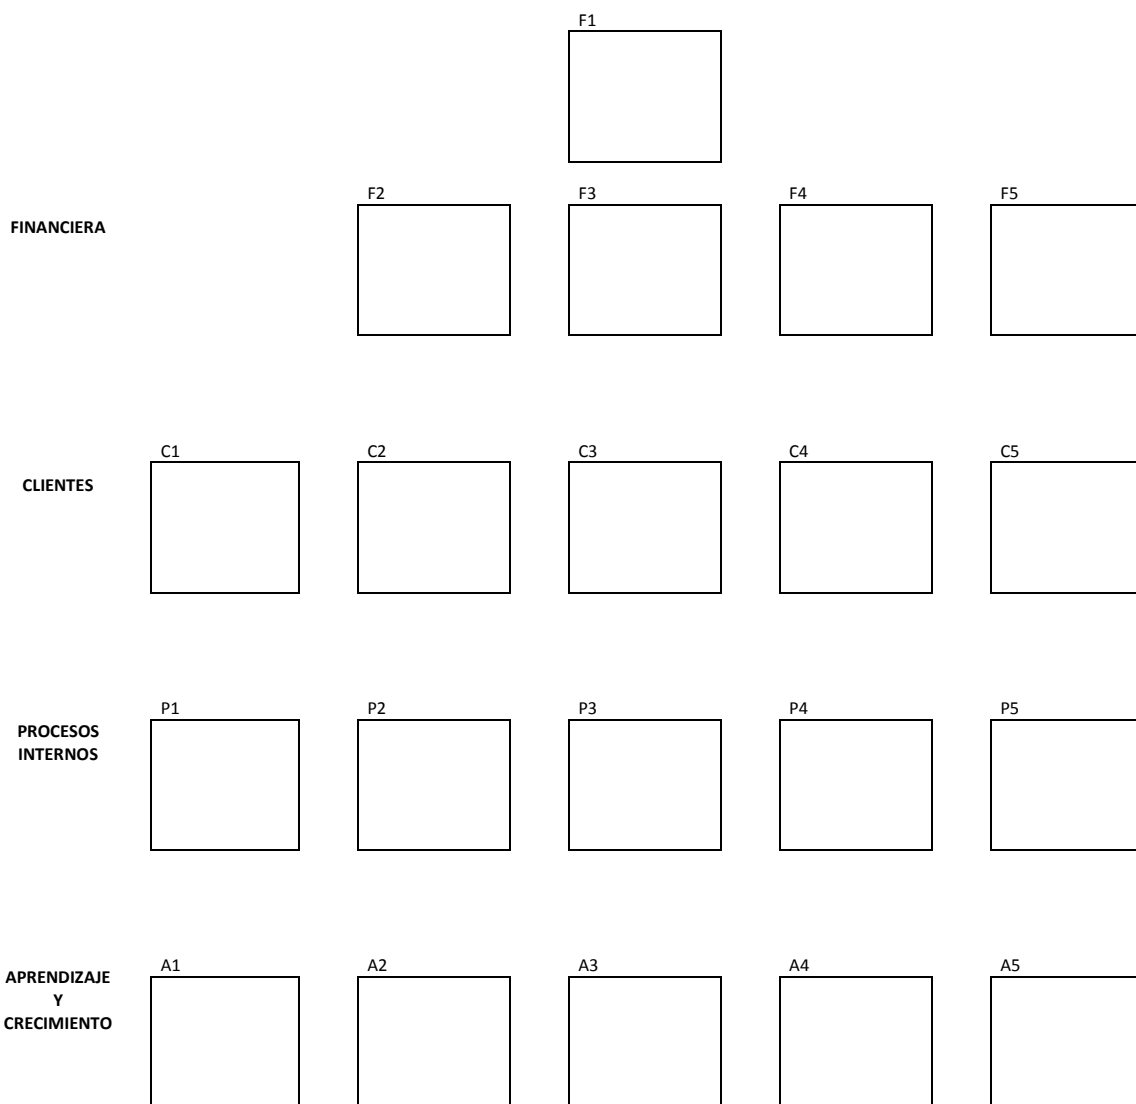 F1
F2 F3 F4 F5
FINANCIERA
C1 C2 C3 C4 C5
CLIENTES
P1 P2 P3 P4 P5
PROCESOS
INTERNOS
A1 A2 A3 A4 A5
APRENDIZAJE
Y
CRECIMIENTO